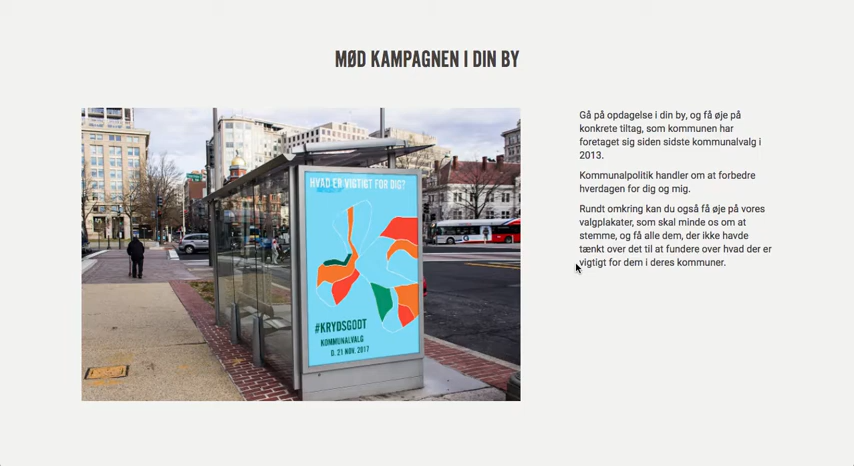 MØD KAMPAGNEN I DIN BY
Gå på opdagelse i din by, og få øje på
konkrete tiltag, som kommunen har
foretaget sig siden sidste kommunalvalg i
2013.
Kommunalpolitik handler om at forbedre
hverdagen for dig og mig.
Rundt omkring kan du også få øje på vores
valgplakater, som skal minde os om at
stemme, og få alle dem, der ikke havde
tænkt over det til at fundere over hvad der er
vigtigt for dem i deres kommuner.
HVAD ER VIGTIGT FOR DIG?
#KRYDSGODT
KOMMUNALVALG
D. 21 NOV. 2017